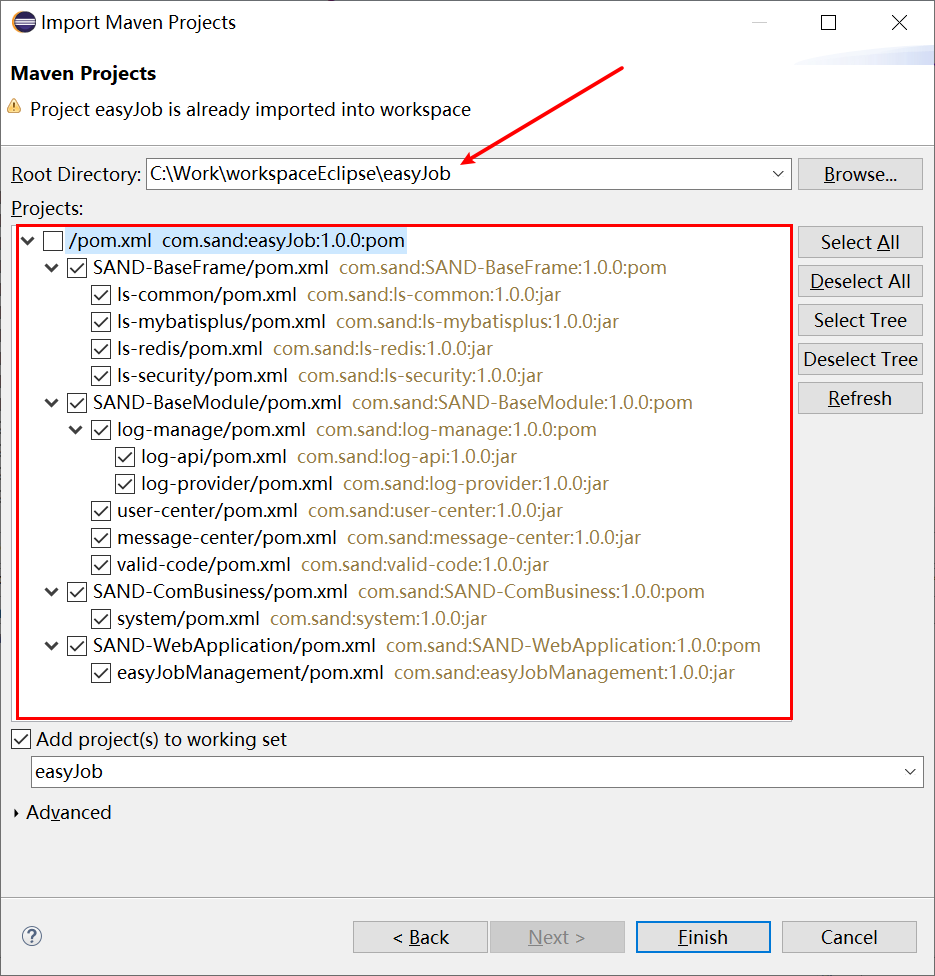 Import Maven Projects
Maven Projects
Project easyJob is already imported into workspace
Root Directory: C:\Work\workspaceEclipse\easyJob Browse...
Projects:
/pom.xml com.sand:easyJob:1.0.0:pom Select All
SAND-BaseFrame/pom.xml com.sand:SAND-BaseFrame:1.0.0:pom Deselect All
ls-common/pom.xml com.sand:ls-common:1.0.0:jar
ls-mybatisplus/pom.xml com.sand:ls-mybatisplus:1.0.0:jar Select Tree
ls-redis/pom.xml com.sand:ls-redis:1.0.0:jar Deselect Tree
ls-security/pom.xml com.sand:ls-security:1.0.0:jar
SAND-BaseModule/pom.xml com.sand:SAND-BaseModule:1.0.0:pom Refresh
log-manage/pom.xml com.sand:log-manage:1.0.0:pom
log-api/pom.xml com.sand:log-api:1.0.0:jar
log-provider/pom.xml com.sand:log-provider:1.0.0:jar
user-center/pom.xml com.sand:user-center:1.0.0:jar
message-center/pom.xml com.sand:message-center:1.0.0:jar
valid-code/pom.xml com.sand:valid-code:1.0.0:jar
SAND-ComBusiness/pom.xml com.sand:SAND-ComBusiness:1.0.0:pom
system/pom.xml com.sand:system:1.0.0:jar
SAND-WebApplication/pom.xml com.sand:SAND-WebApplication:1.0.0:pom
easyJobManagement/pom.xml com.sand:easyJobManagement:1.0.0:jar
Add project(s) to working set
easyJob
Advanced
? < Back Next > Finish Cancel